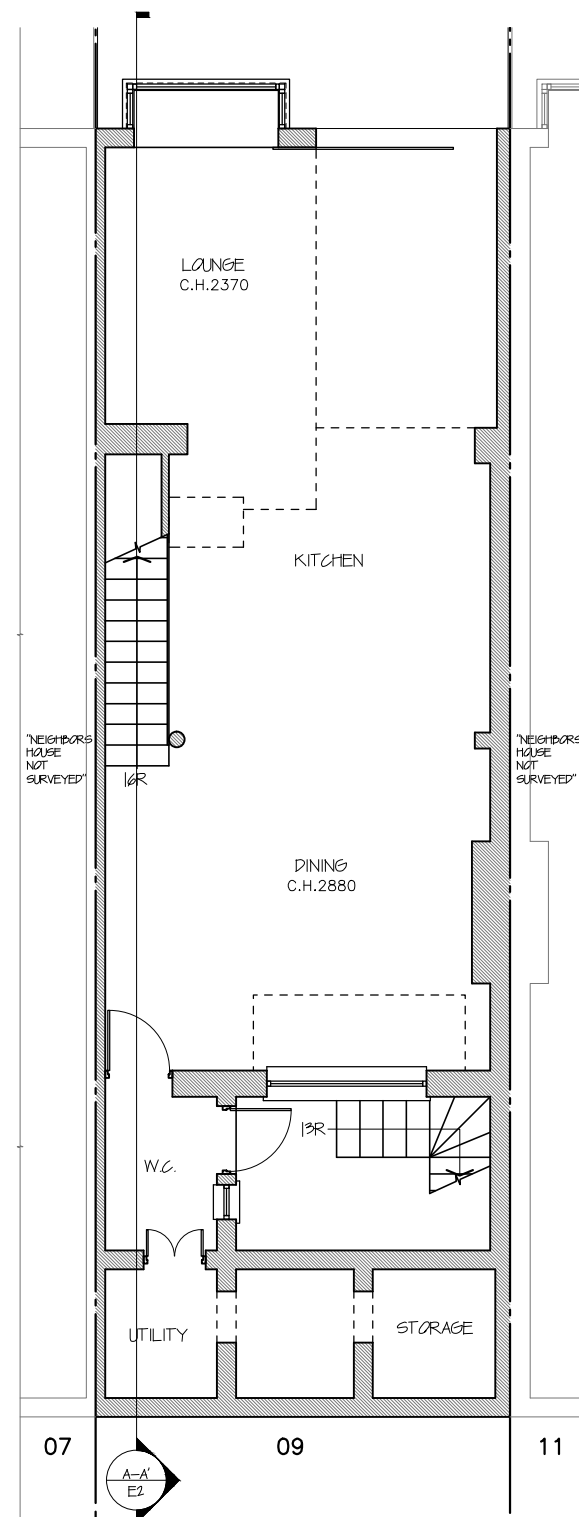 LOUNGE
C.H.2370
KITCHEN
"NEIGHBORS
HOUSE
NOT
SURVEYED"
"NEIGHBORS
HOUSE
NOT
SURVEYED"
16R
DINING
C.H.2880
13R
W.C.
UTILITY
STORAGE
07
09
11
A-A'
E2